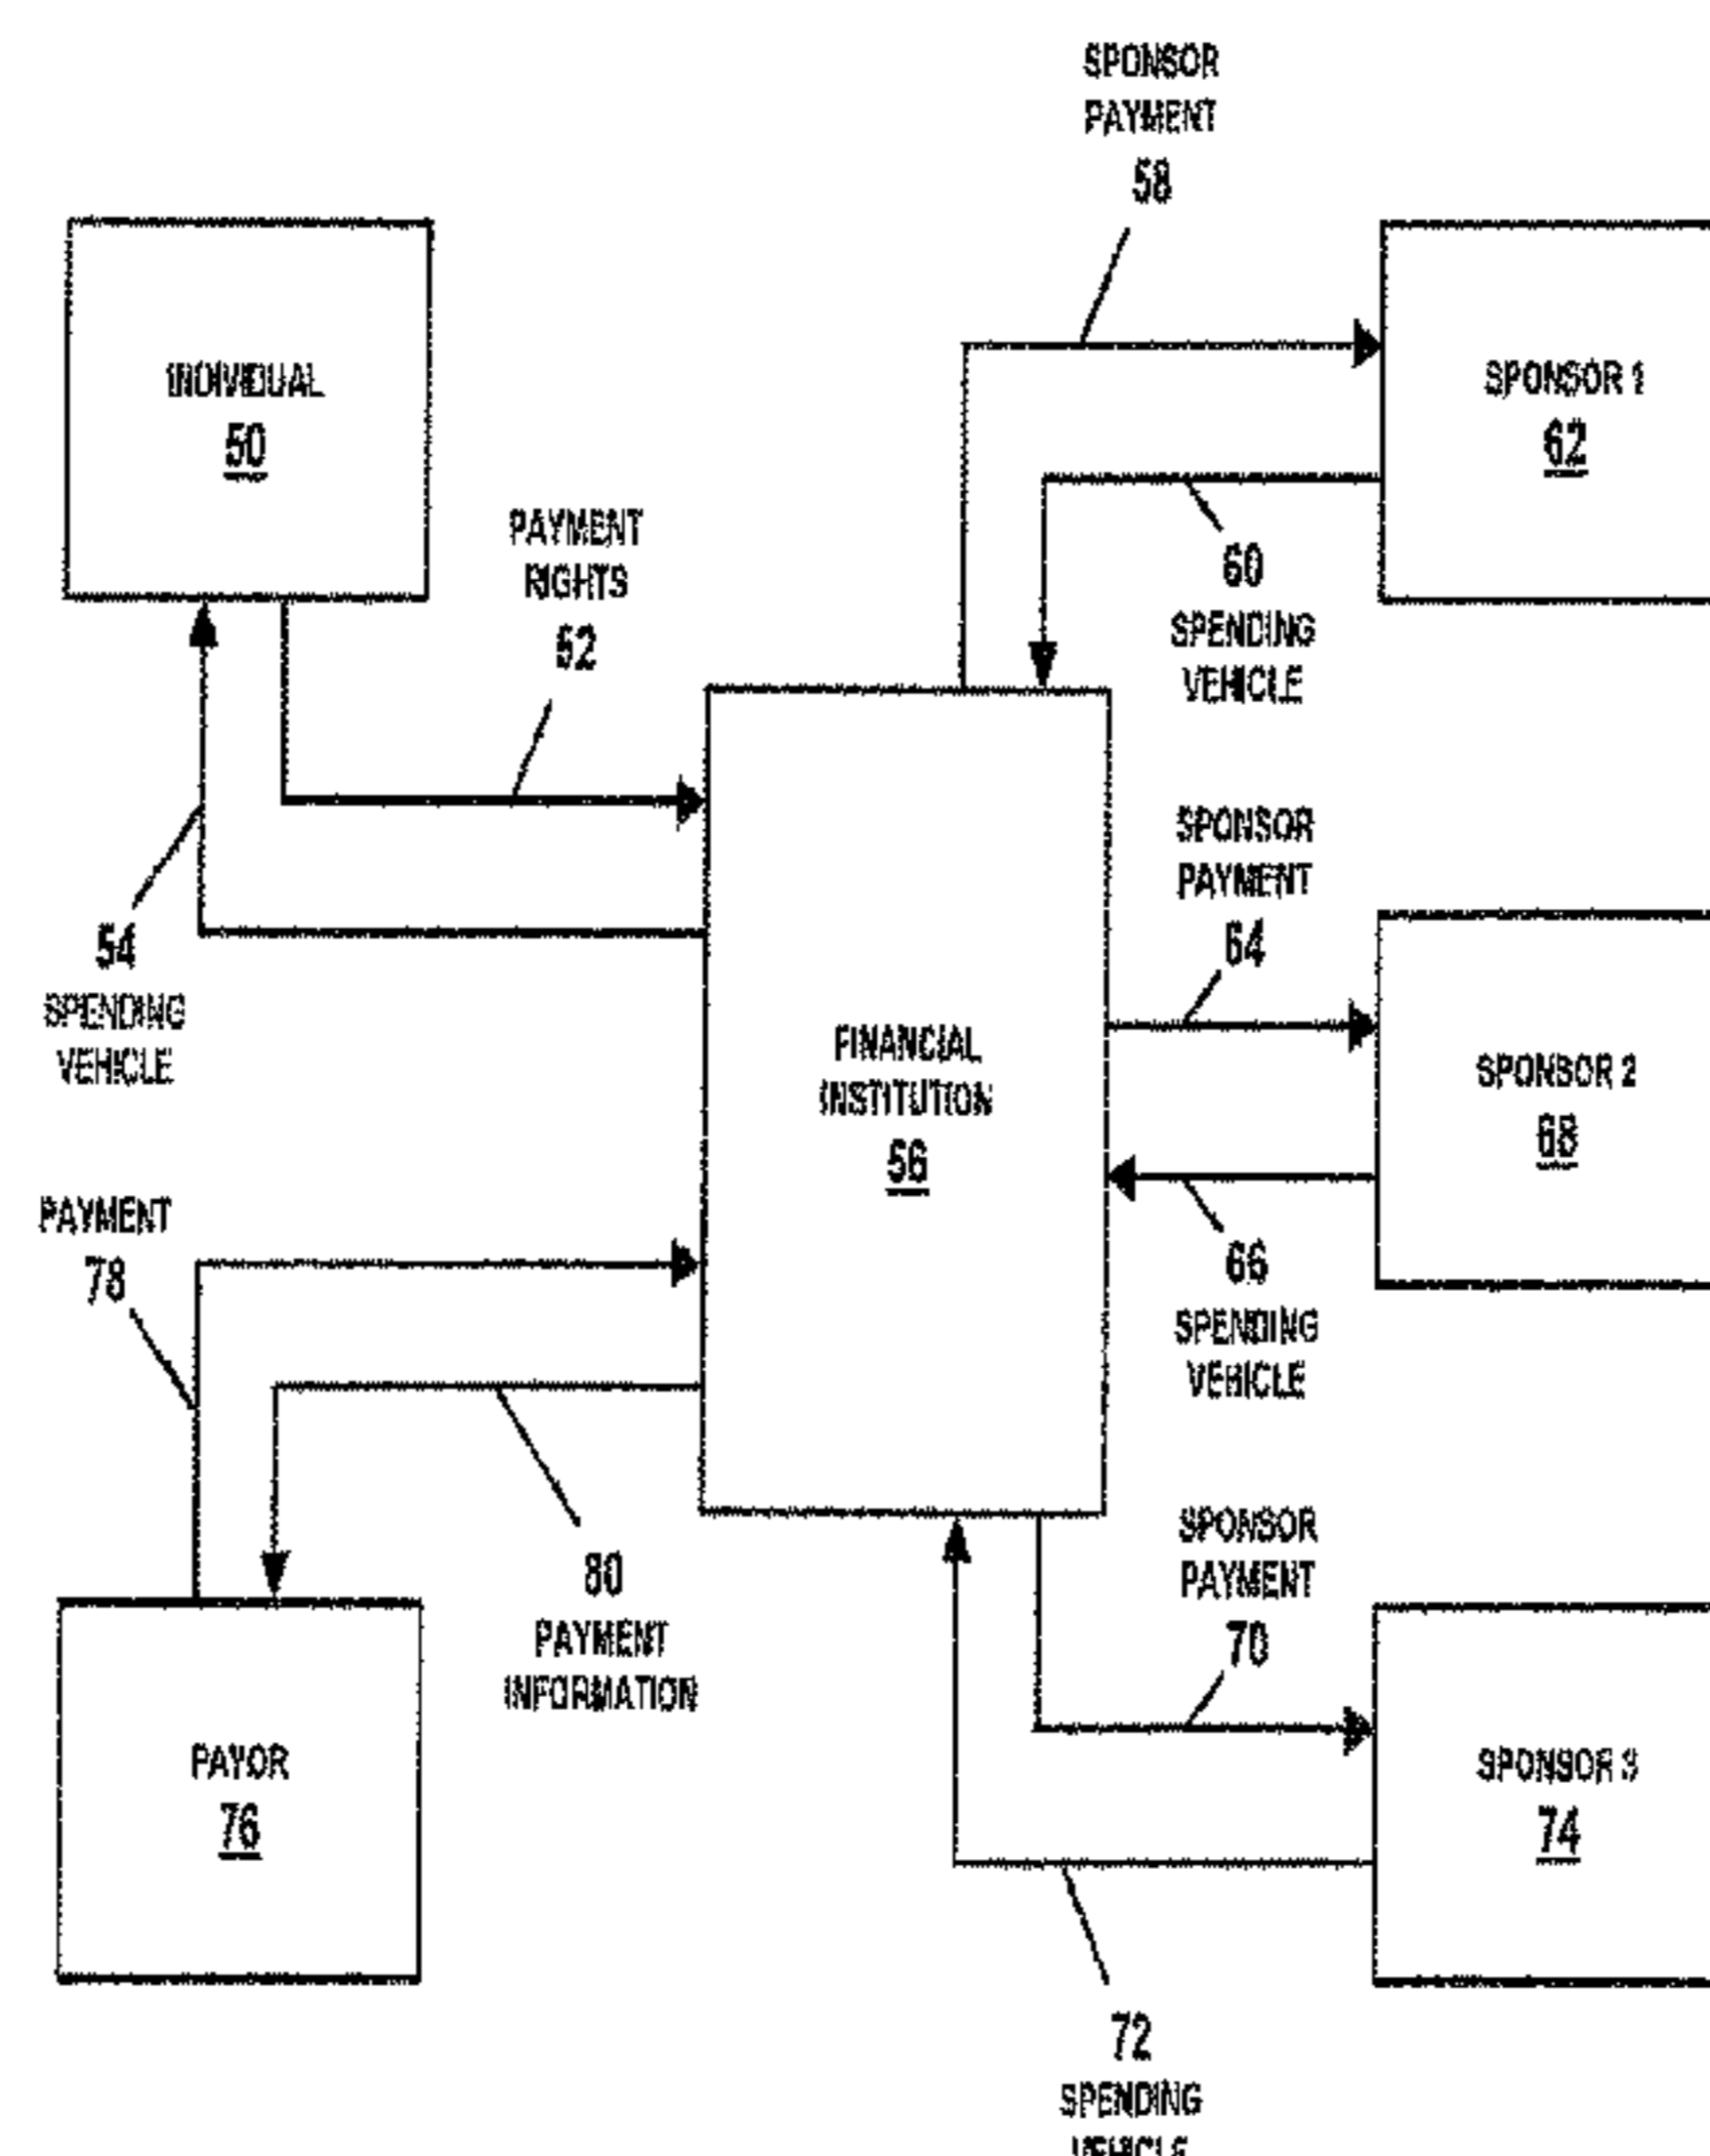 SPONSOR
PAYMENT
58
INDIVIDUAL
50
SPONSOR 1
62
PAYMENT
RIGHTS
52
60
SPENDING
VEHICLE
54
SPENDING
VEHICLE
SPONSOR
PAYMENT
64
FINANCIAL
INSTITUTION
56
SPONSOR 2
68
PAYMENT
78
66
SPENDING
VEHICLE
80
PAYMENT
INFORMATION
SPONSOR
PAYMENT
70
PAYOR
76
SPONSOR 3
74
72
SPENDING
VEHICLE